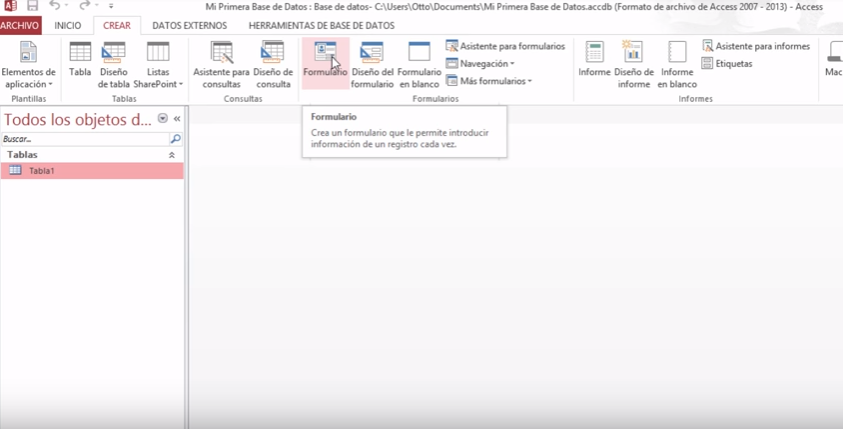 Mi Primera Base de Datos : Base de datos- C:\Users\Otto\Documents\Mi Primera Base de Datos.accdb (Formato de archivo de Access 2007 - 2013) - Access
ARCHIVO INICIO CREAR DATOS EXTERNOS HERRAMIENTAS DE BASE DE DATOS
Elementos de
aplicación
Plantillas
Tabla
Diseño
de tabla
Listas
SharePoint
Tablas
Asistente para
consultas
Diseño de
consulta
Consultas
Formulario
Diseño del
formulario
Formulario
en blanco
Asistente para formularios
Navegación
Más formularios
Formularios
Informe
Diseño de
informe
Informe
en blanco
Asistente para informes
Etiquetas
Informes
Mac
Todos los objetos d...
Buscar...
Tablas
Tabla1
Formulario
Crea un formulario que le permite introducir
información de un registro cada vez.